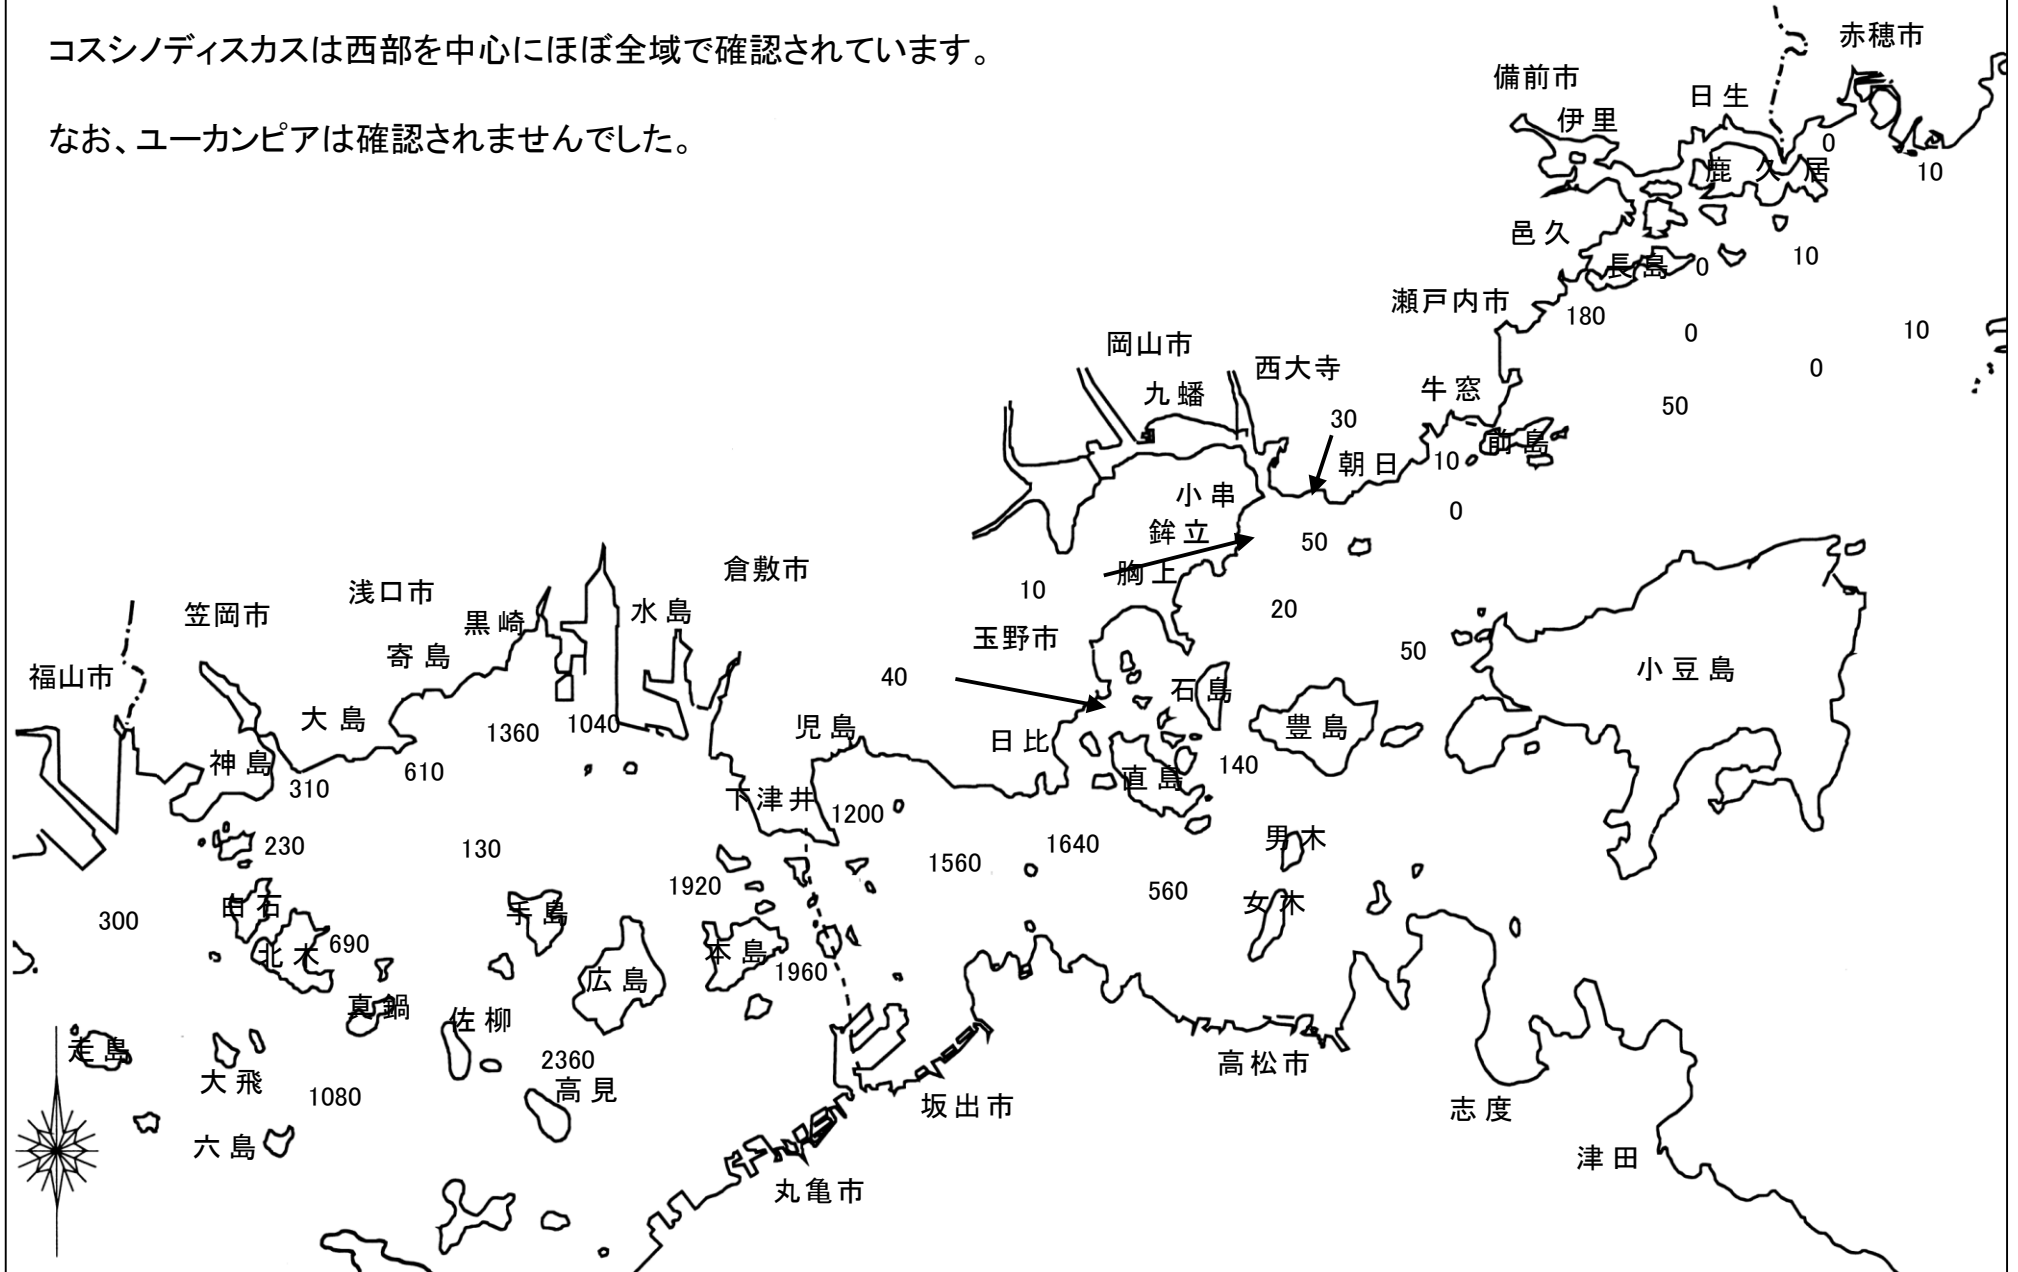 コスシノディスカスは西部を中心にほぼ全域で確認されています。
なお、ユーカンピアは確認されませんでした。
赤穂市
備前市
日生
伊里
0
鹿久居
10
邑久
長島
0
10
瀬戸内市
180
0
10
岡山市
西大寺
0
九蟠
牛窓
30
50
前島
朝日
10
小串
0
鉾立
50
倉敷市
胸上
浅口市
10
笠岡市
黒崎
水島
20
玉野市
寄島
50
福山市
40
石島
小豆島
大島
1360
1040
児島
日比
豊島
神島
310
610
直島
140
下津井
1200
230
130
1560
1640
男木
1920
560
白石
手島
女木
300
北木
690
本島
1960
広島
真鍋
佐柳
走島
2360
高松市
大飛
1080
高見
坂出市
志度
六島
津田
丸亀市